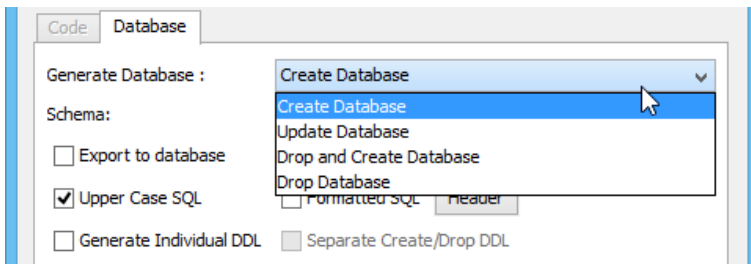 Code Database
Generate Database : Create Database
Create Database
Schema:
Update Database
Export to database Drop and Create Database
Drop Database
Upper Case SQL Formatted SQL Header
Generate Individual DDL Separate Create/Drop DDL